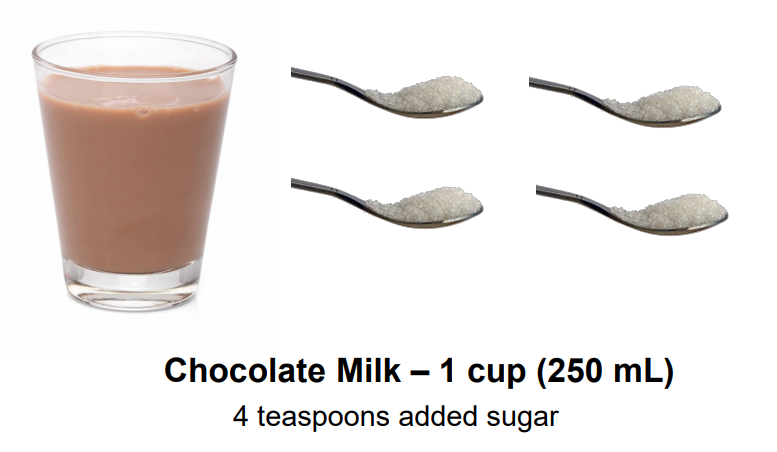 Chocolate Milk – 1 cup (250 mL)
4 teaspoons added sugar